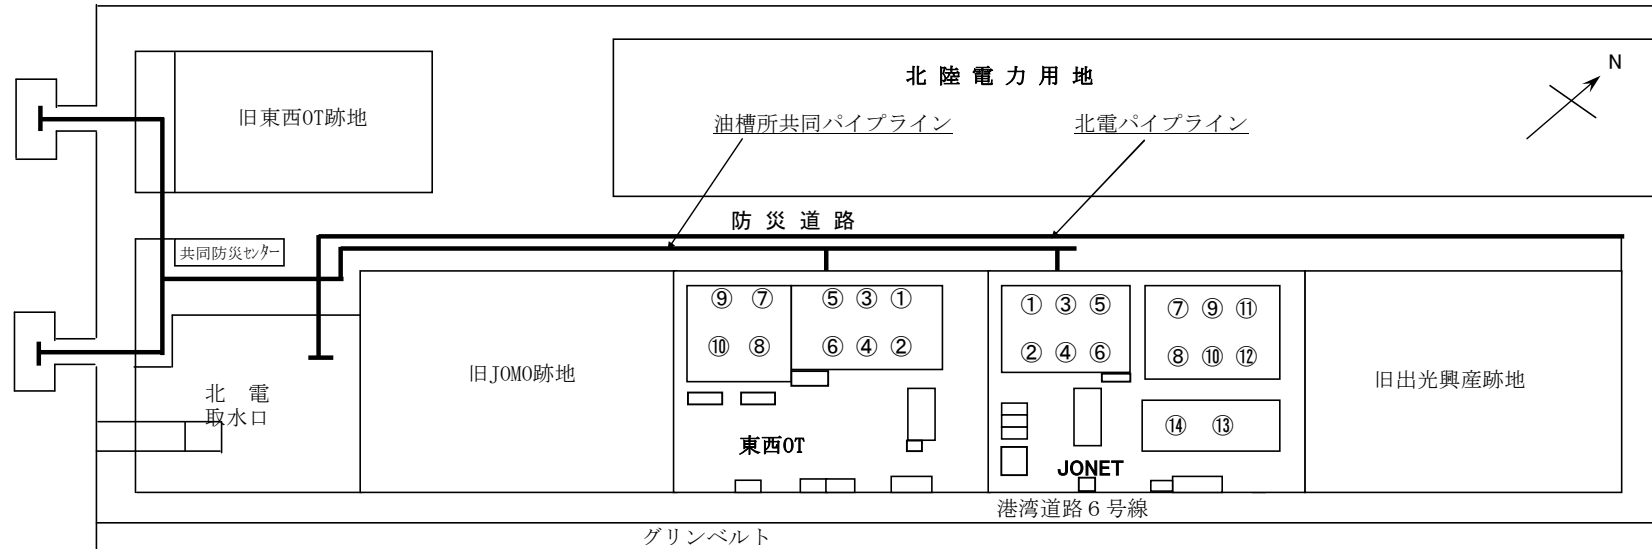 北陸電力用地
N
旧東西OT跡地
油槽所共同パイプライン
北電パイプライン
防災道路
共同防災センター
⑨ ⑦ ⑤ ③ ①
⑩ ⑧ ⑥ ④ ②
① ③ ⑤ ⑦ ⑨ ⑪
② ④ ⑥ ⑧ ⑩ ⑫
旧JOMO跡地
旧出光興産跡地
北電
取水口
⑭ ⑬
東西OT
JONET
港湾道路6号線
グリンベルト